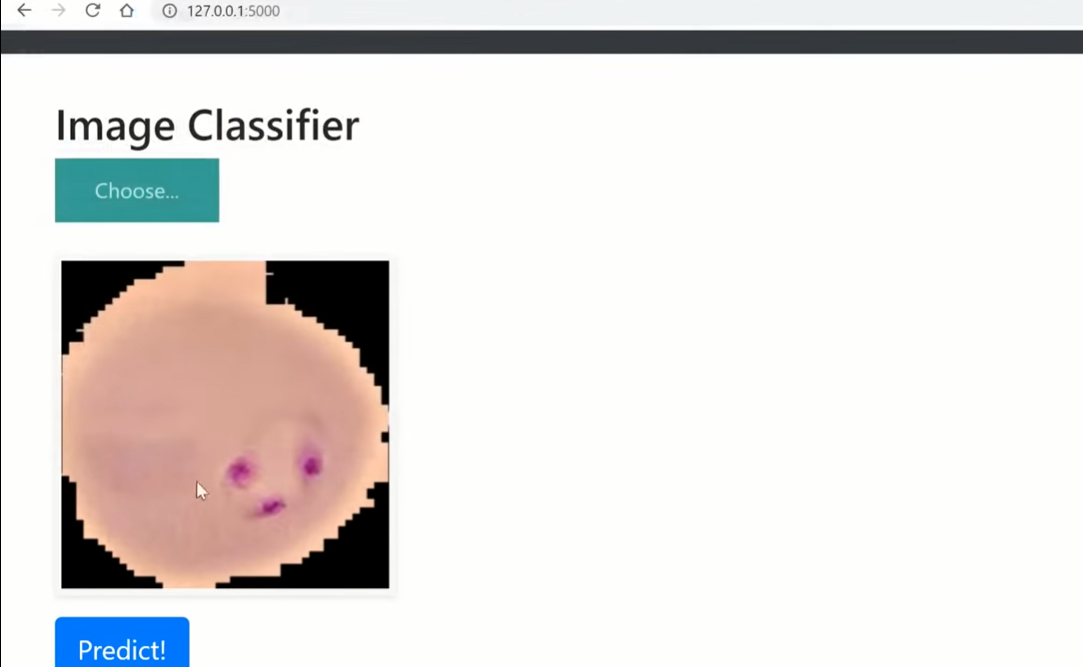 127.0.0.1:5000
Image Classifier
Choose...
Predict!